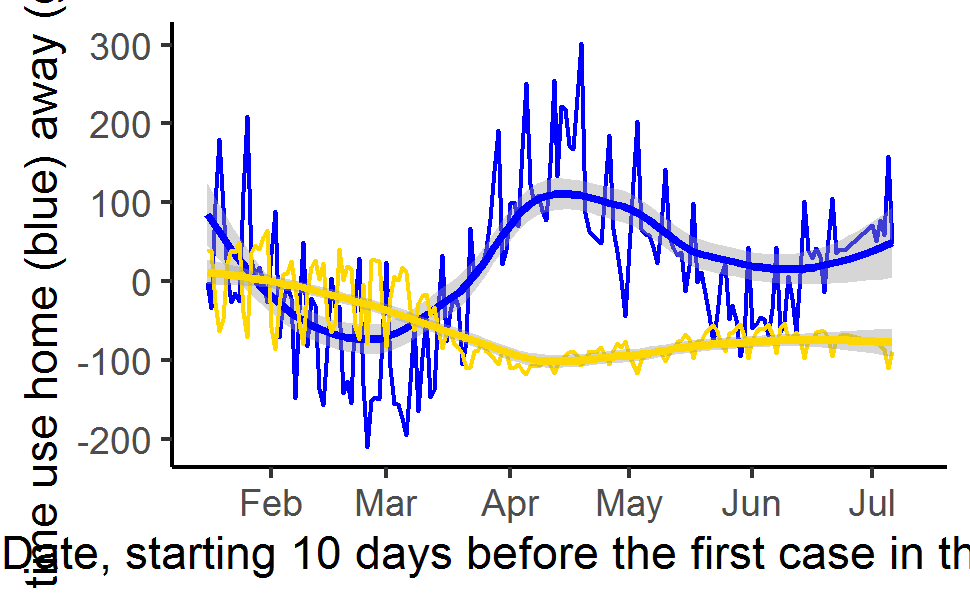 time use home (blue) away (
300
200
100
0
-100
-200
Feb Mar Apr May Jun Jul
Date, starting 10 days before the first case in th